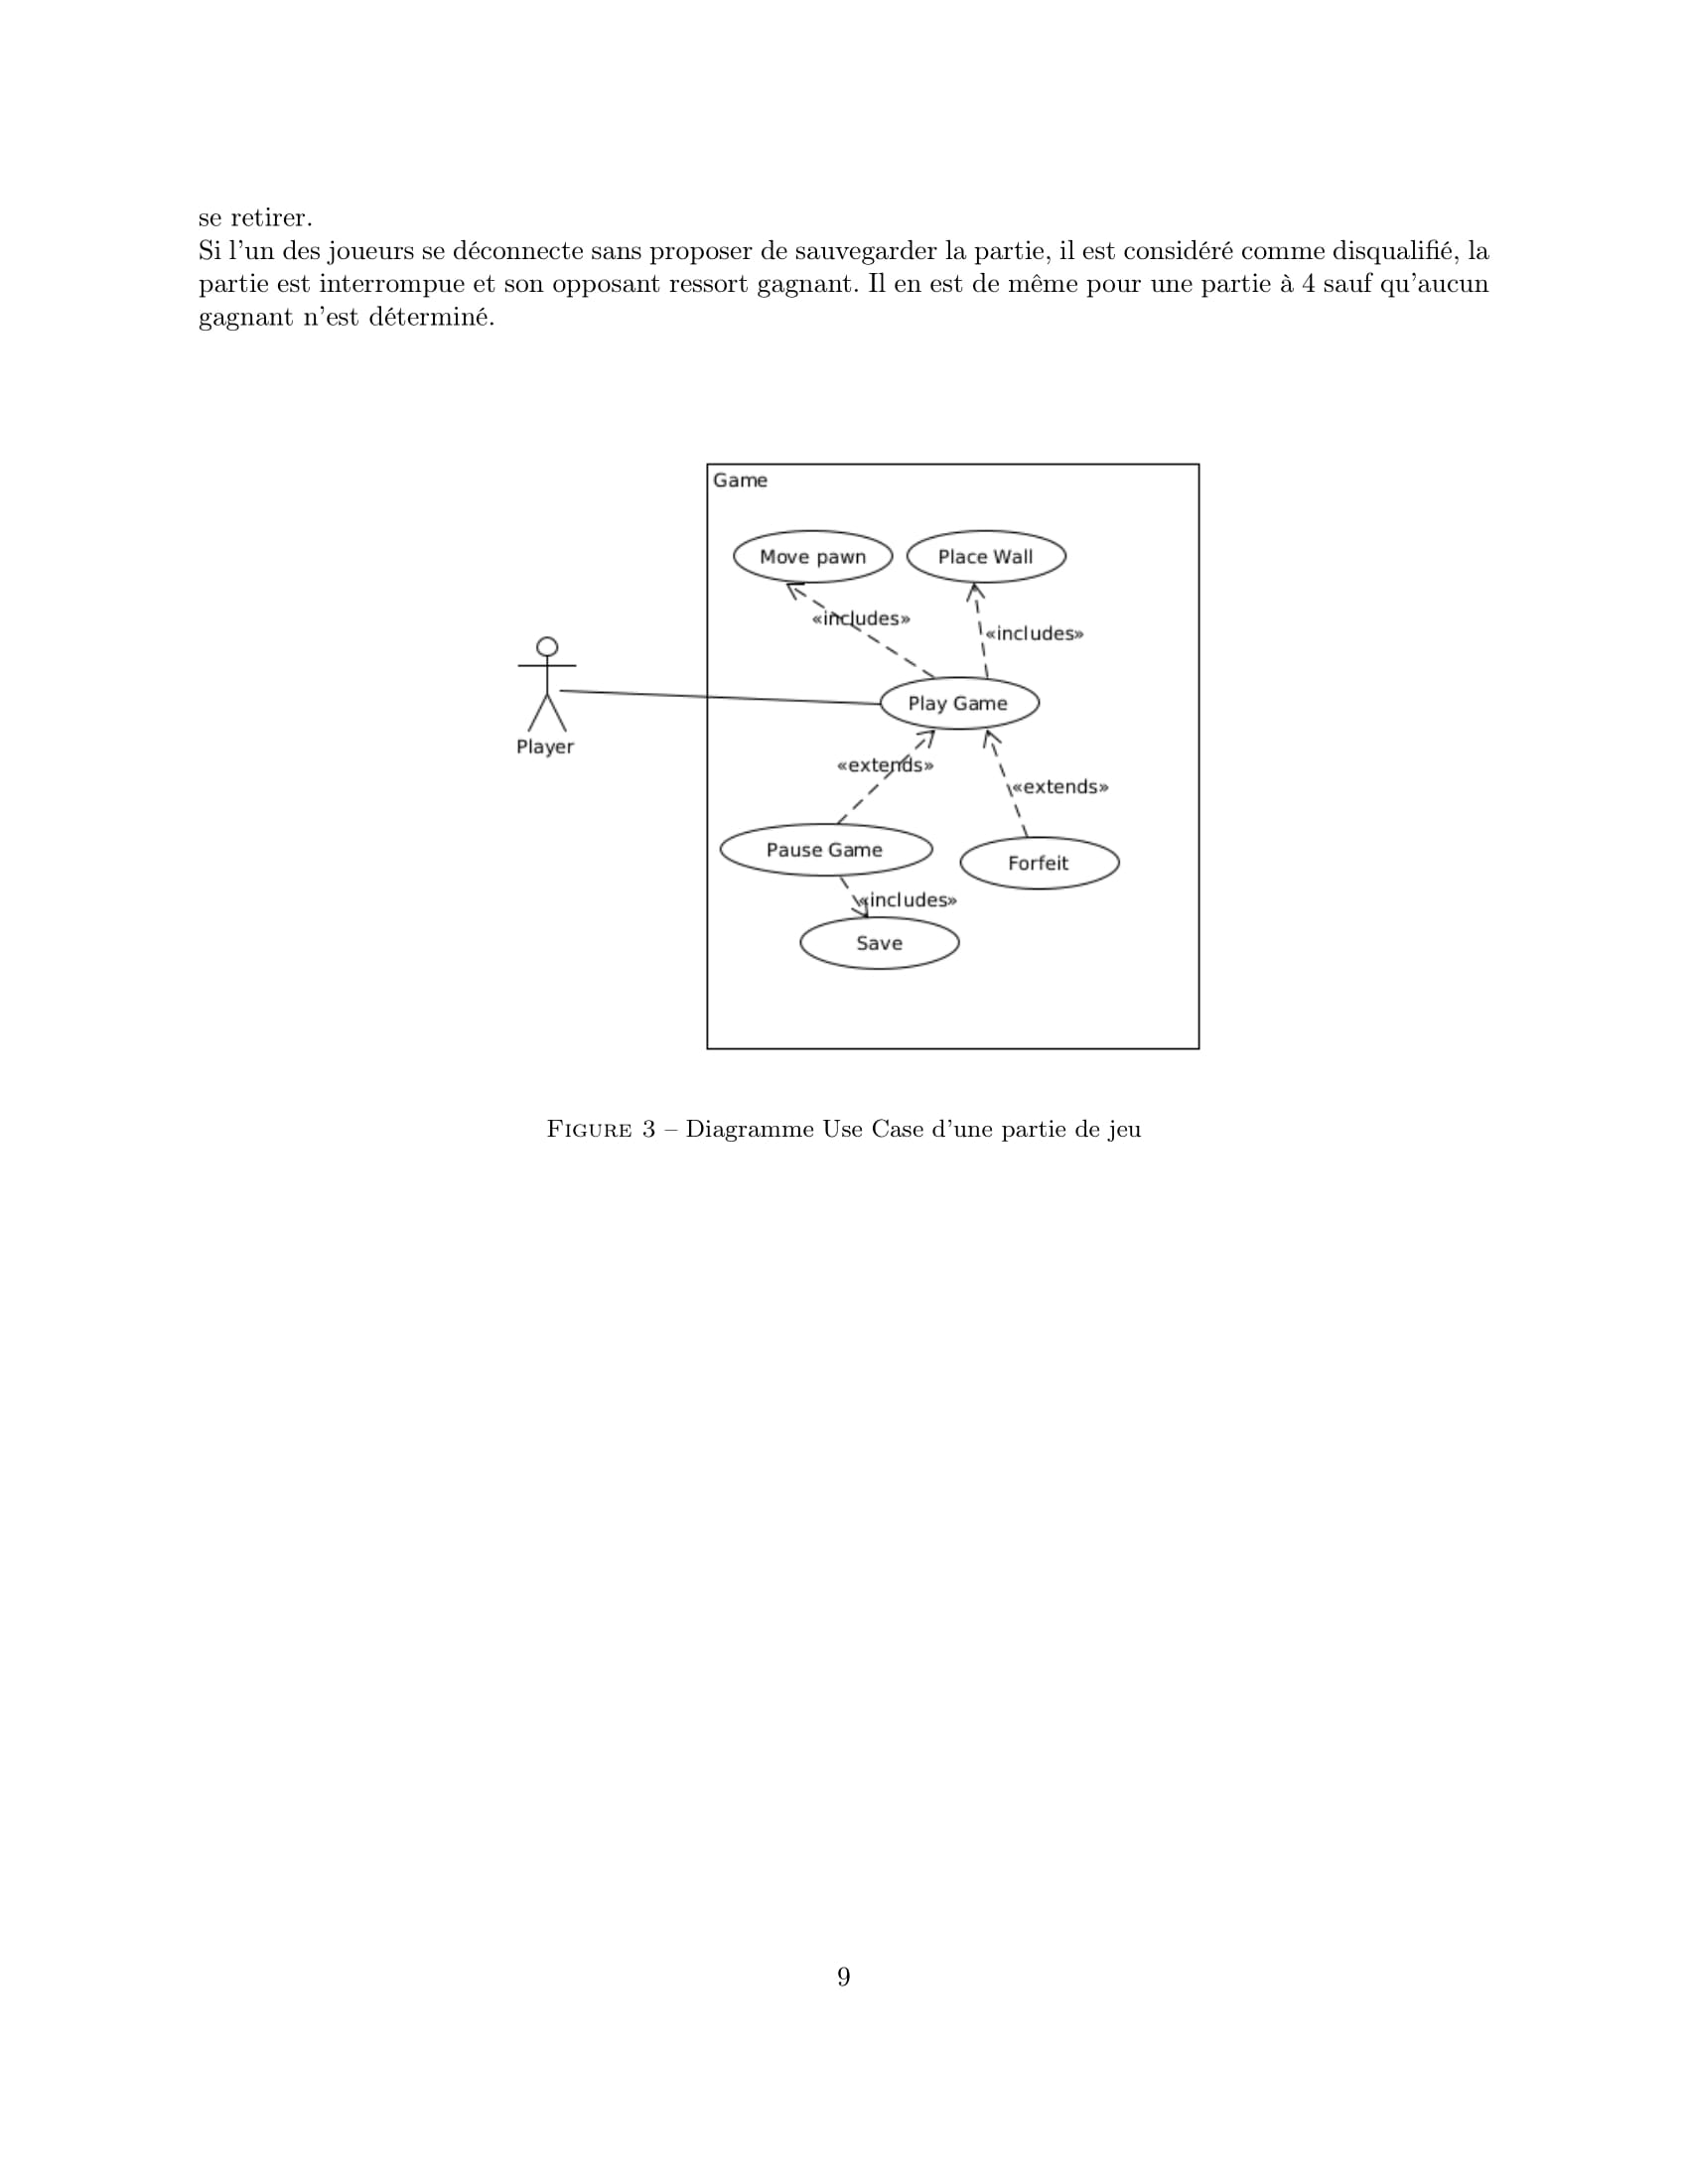 se retirer.
Si l'un des joueurs se déconnecte sans proposer de sauvegarder la partie, il est considéré comme disqualifié, la
partie est interrompue et son opposant ressort gagnant. Il en est de même pour une partie à 4 sauf qu'aucun
gagnant n'est déterminé.
Game
Move pawn
Place Wall
«includes»
«includes»
Play Game
Player
«extends»
«extends»
Pause Game
Forfeit
«includes»
Save
Figure 3 – Diagramme Use Case d'une partie de jeu
9